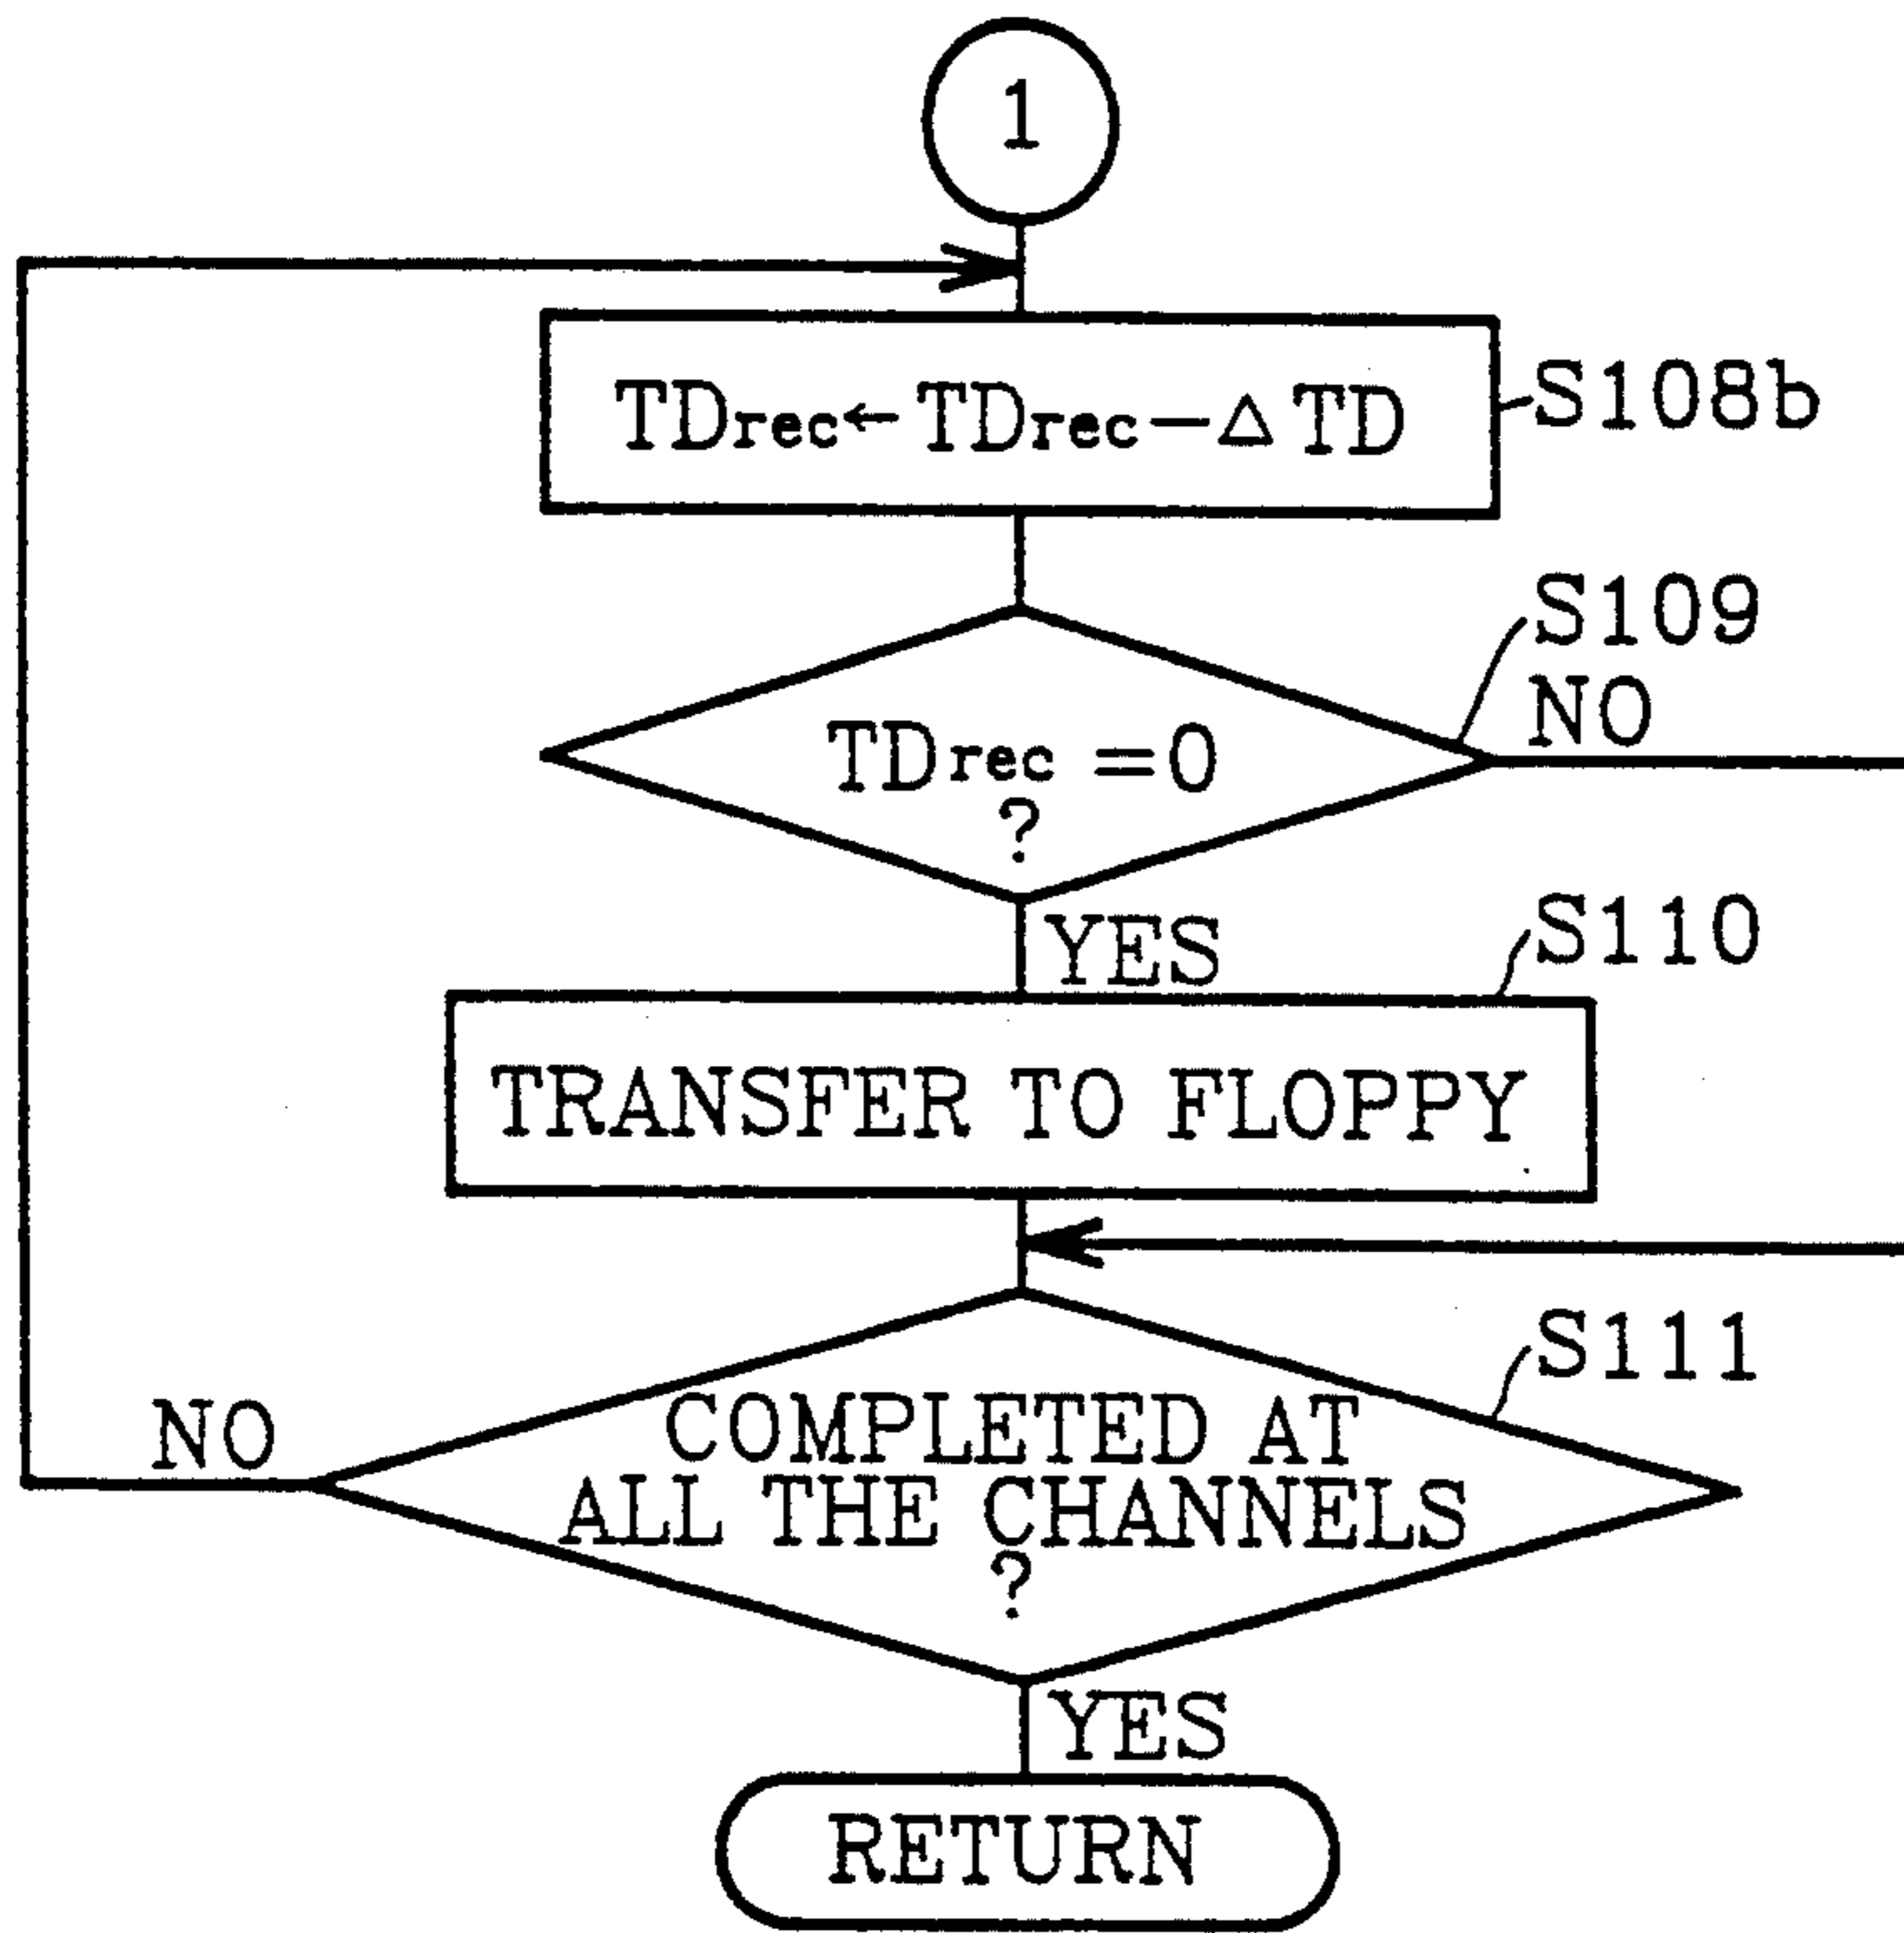 1
TDrec←TDrec−△TD
S108b
S109
NO
TDrec=0
?
YES
S110
TRANSFER TO FLOPPY
S111
NO
COMPLETED AT
ALL THE CHANNELS
?
YES
RETURN